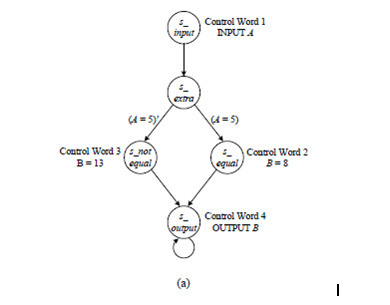 s_
input
Control Word 1
INPUT A
s_
extra
(A = 5)'
(A = 5)
Control Word 3
B = 13
s_not
equal
s_
equal
Control Word 2
B = 8
s_
output
Control Word 4
OUTPUT B
(a)